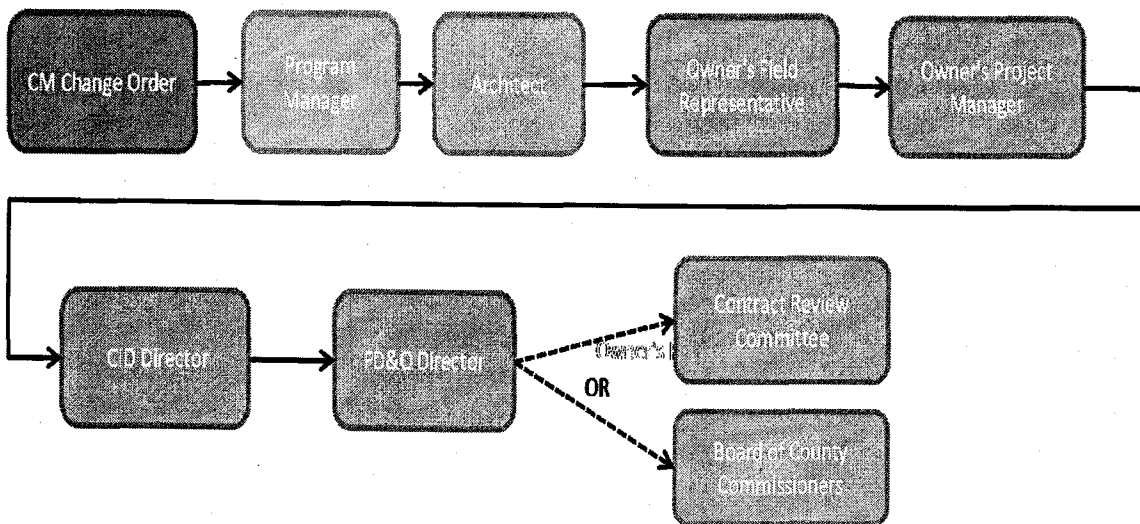 CM Change Order
Program
Manager
Architect
Owner's Field
Representative
Owner's Project
Manager
CID Director
FD&O Director
Owner's
OR
Contract Review
Committee
Board of County
Commissioners